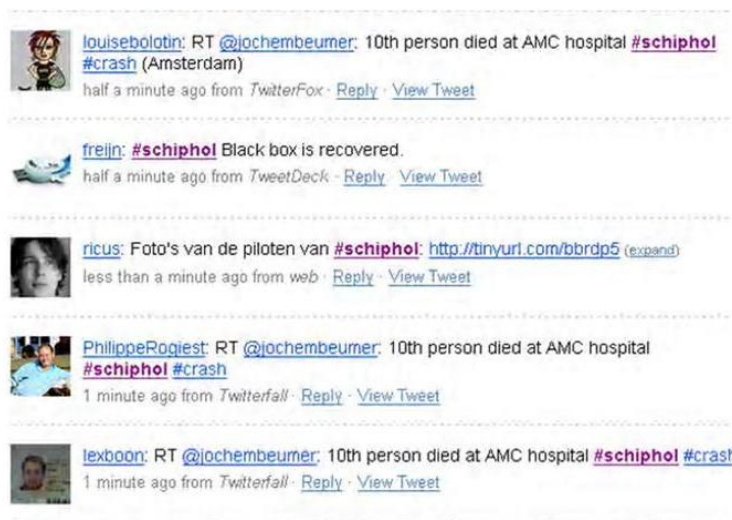 louisebolotin: RT @jochembeumer: 10th person died at AMC hospital #schiphol
#crash (Amsterdam)
half a minute ago from TwitterFox · Reply · View Tweet
freijn: #schiphol Black box is recovered.
half a minute ago from TweetDeck · Reply · View Tweet
ricus: Foto's van de piloten van #schiphol: http://tinyurl.com/bbrdp5 (expand)
less than a minute ago from web · Reply · View Tweet
PhilippeRogiest: RT @jochembeumer: 10th person died at AMC hospital
#schiphol #crash
1 minute ago from Twitterfall · Reply · View Tweet
lexboon: RT @jochembeumer: 10th person died at AMC hospital #schiphol #crash
1 minute ago from Twitterfall · Reply · View Tweet